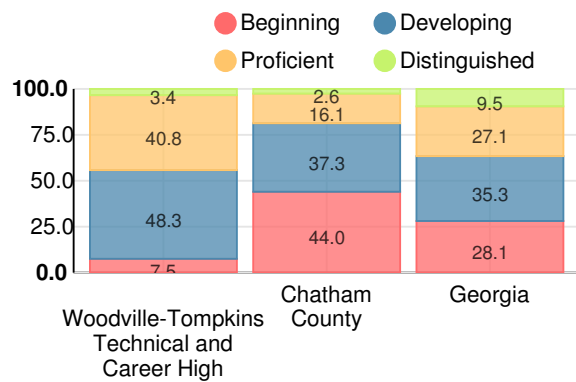 Beginning
Developing
Proficient
Distinguished
100.0
75.0
50.0
25.0
0.0
3.4
40.8
48.3
7.5
2.6
16.1
37.3
44.0
9.5
27.1
35.3
28.1
Woodville-Tompkins
Technical and
Career High
Chatham
County
Georgia